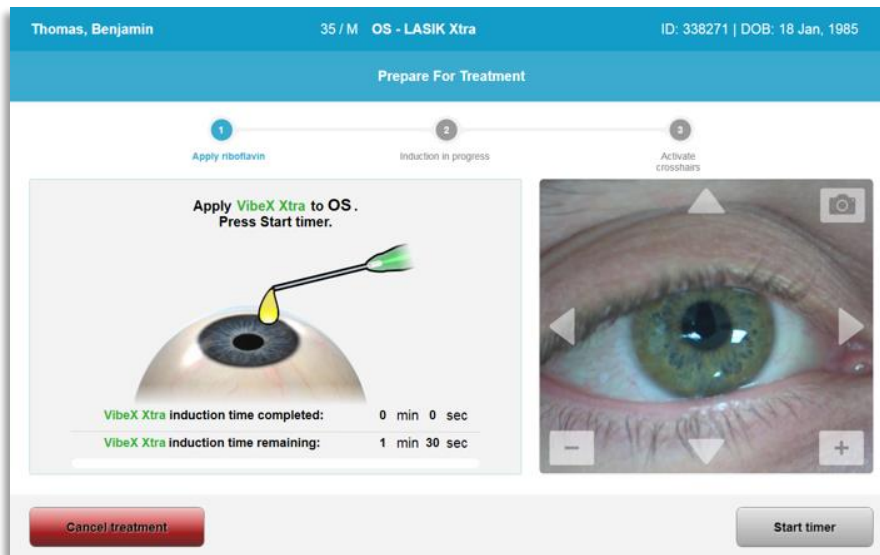 Thomas, Benjamin 35 / M OS - LASIK Xtra ID: 338271 | DOB: 18 Jan, 1985
Prepare For Treatment
1 2 3
Apply riboflavin Induction in progress Activate
crosshairs
Apply VibeX Xtra to OS.
Press Start timer.
VibeX Xtra induction time completed: 0 min 0 sec
VibeX Xtra induction time remaining: 1 min 30 sec
Cancel treatment Start timer